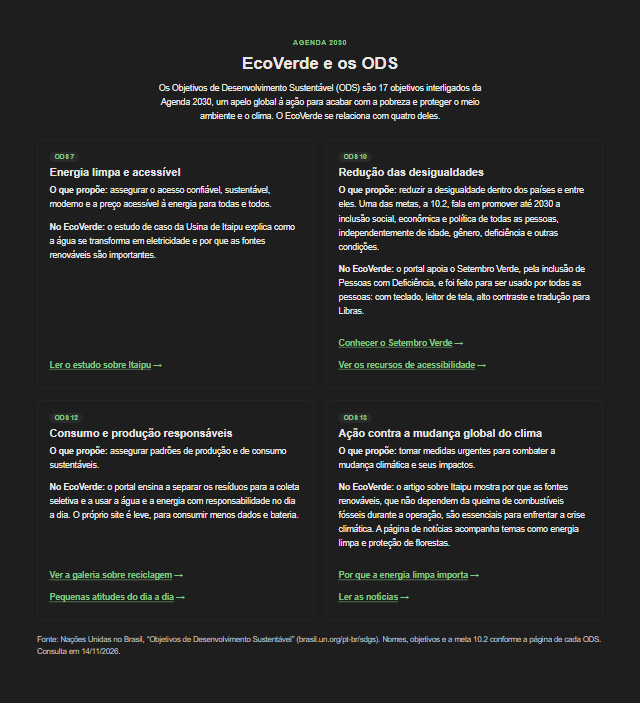 AGENDA 2030
EcoVerde e os ODS
Os Objetivos de Desenvolvimento Sustentável (ODS) são 17 objetivos interligados da
Agenda 2030, um apelo global à ação para acabar com a pobreza e proteger o meio
ambiente e o clima. O EcoVerde se relaciona com quatro deles.
ODS 7
Energia limpa e acessível
O que propõe: assegurar o acesso confiável, sustentável,
moderno e a preço acessível à energia para todas e todos.
No EcoVerde: o estudo de caso da Usina de Itaipu explica como
a água se transforma em eletricidade e por que as fontes
renováveis são importantes.
Ler o estudo sobre Itaipu →
ODS 10
Redução das desigualdades
O que propõe: reduzir a desigualdade dentro dos países e entre
eles. Uma das metas, a 10.2, fala em promover até 2030 a
inclusão social, econômica e política de todas as pessoas,
independentemente de idade, gênero, deficiência e outras
condições.
No EcoVerde: o portal apoia o Setembro Verde, pela inclusão de
Pessoas com Deficiência, e foi feito para ser usado por todas as
pessoas: com teclado, leitor de tela, alto contraste e tradução para
Libras.
Conhecer o Setembro Verde →
Ver os recursos de acessibilidade →
ODS 12
Consumo e produção responsáveis
O que propõe: assegurar padrões de produção e de consumo
sustentáveis.
No EcoVerde: o portal ensina a separar os resíduos para a coleta
seletiva e a usar a água e a energia com responsabilidade no dia
a dia. O próprio site é leve, para consumir menos dados e bateria.
Ver a galeria sobre reciclagem →
Pequenas atitudes do dia a dia →
ODS 13
Ação contra a mudança global do clima
O que propõe: tomar medidas urgentes para combater a
mudança climática e seus impactos.
No EcoVerde: o artigo sobre Itaipu mostra por que as fontes
renováveis, que não dependem da queima de combustíveis
fósseis durante a operação, são essenciais para enfrentar a crise
climática. A página de notícias acompanha temas como energia
limpa e proteção de florestas.
Por que a energia limpa importa →
Ler as notícias →
Fonte: Nações Unidas no Brasil, “Objetivos de Desenvolvimento Sustentável” (brasil.un.org/pt-br/sdgs). Nomes, objetivos e a meta 10.2 conforme a página de cada ODS.
Consulta em 14/11/2026.